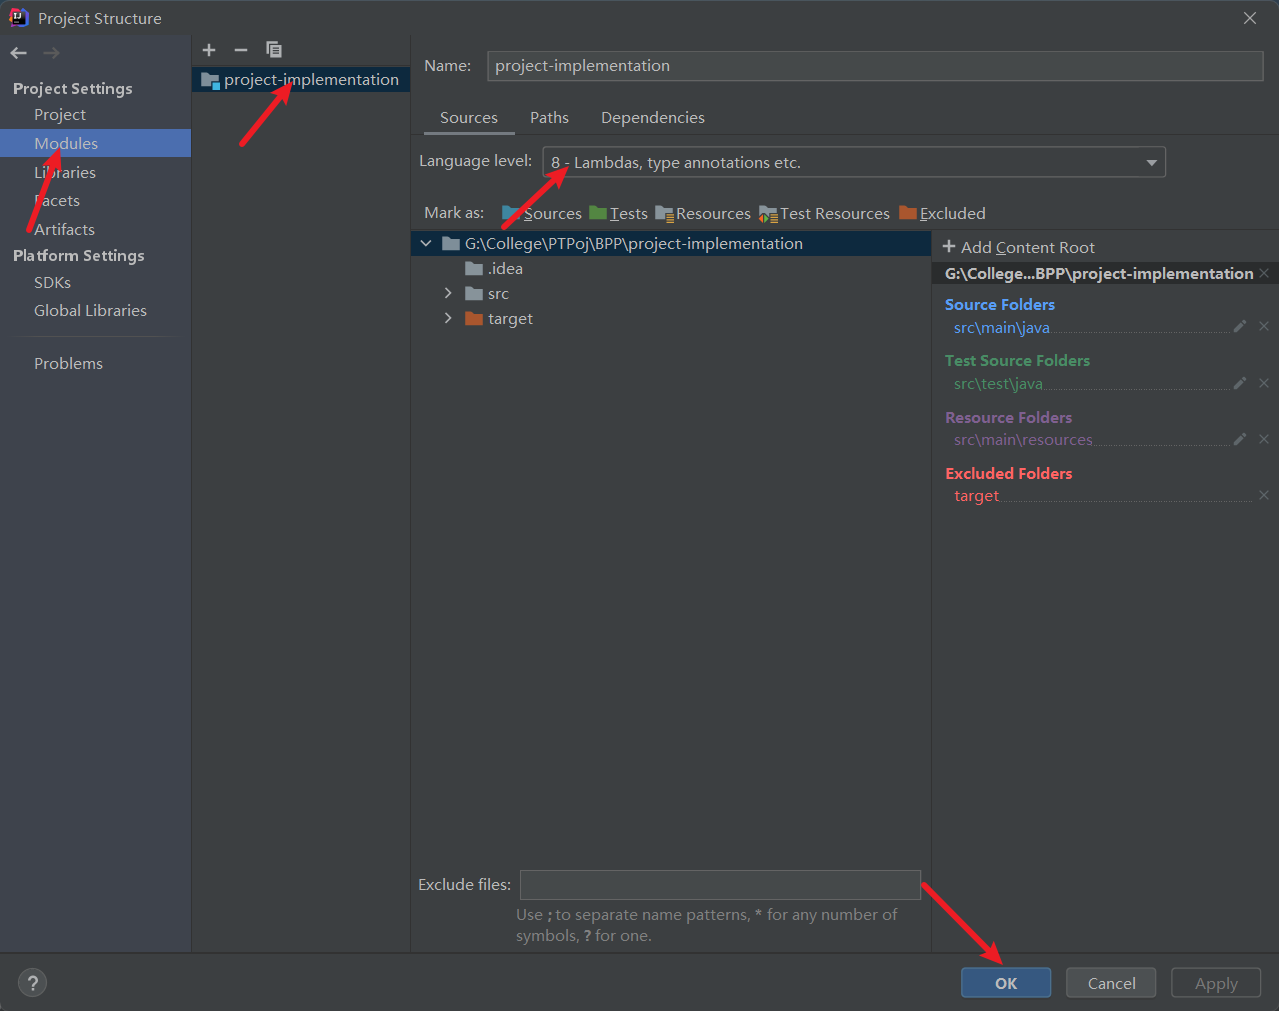 Project Structure
Project Settings
Project
Modules
Libraries
Facets
Artifacts
Platform Settings
SDKs
Global Libraries
Problems
project-implementation
Name: project-implementation
Sources Paths Dependencies
Language level: 8 - Lambdas, type annotations etc.
Mark as: Sources Tests Resources Test Resources Excluded
G:\College\PTPoj\BPP\project-implementation
.idea
src
target
Add Content Root
G:\College...BPP\project-implementation
Source Folders
src\main\java
Test Source Folders
src\test\java
Resource Folders
src\main\resources
Excluded Folders
target
Exclude files:
Use ; to separate name patterns, * for any number of
symbols, ? for one.
? OK Cancel Apply